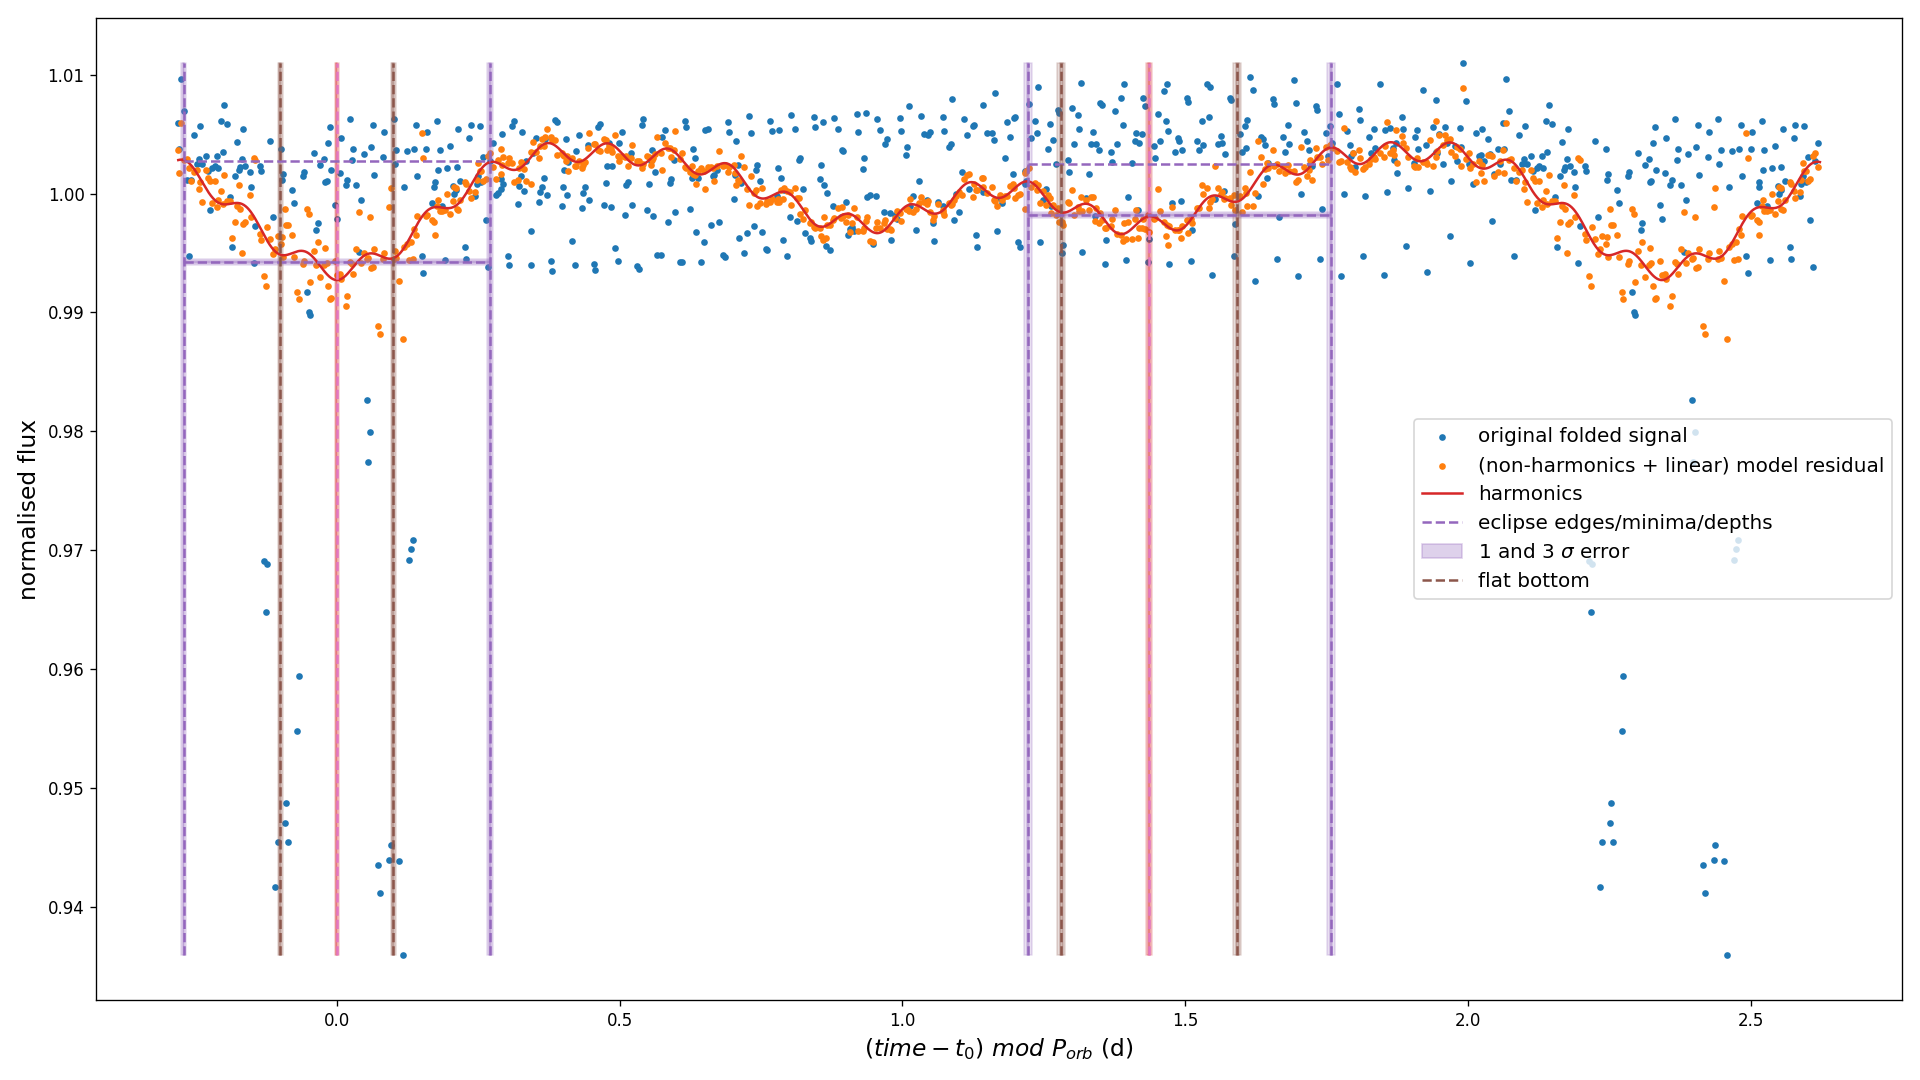 1.01
1.00
0.99
0.98
0.97
0.96
0.95
0.94
normalised flux
original folded signal
(non-harmonics + linear) model residual
harmonics
eclipse edges/minima/depths
1 and 3 σ error
flat bottom
0.0 0.5 1.0 1.5 2.0 2.5
(time − t₀) mod P_orb (d)